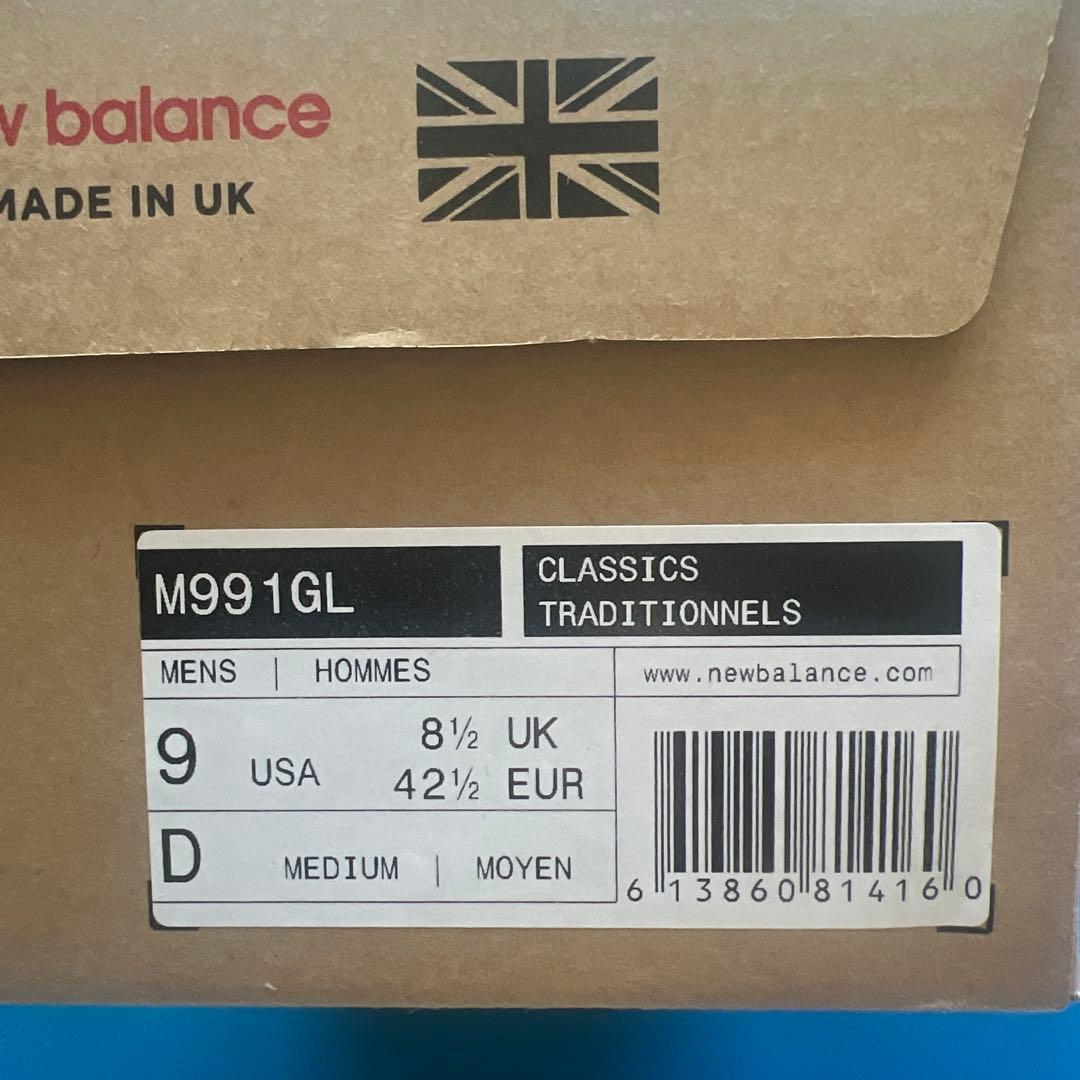 w balance
MADE IN UK
M991GL
CLASSICS
TRADITIONNELS
MENS | HOMMES
www.newbalance.com
9 USA 8½ UK
42½ EUR
D MEDIUM | MOYEN
6 13860 81416 0